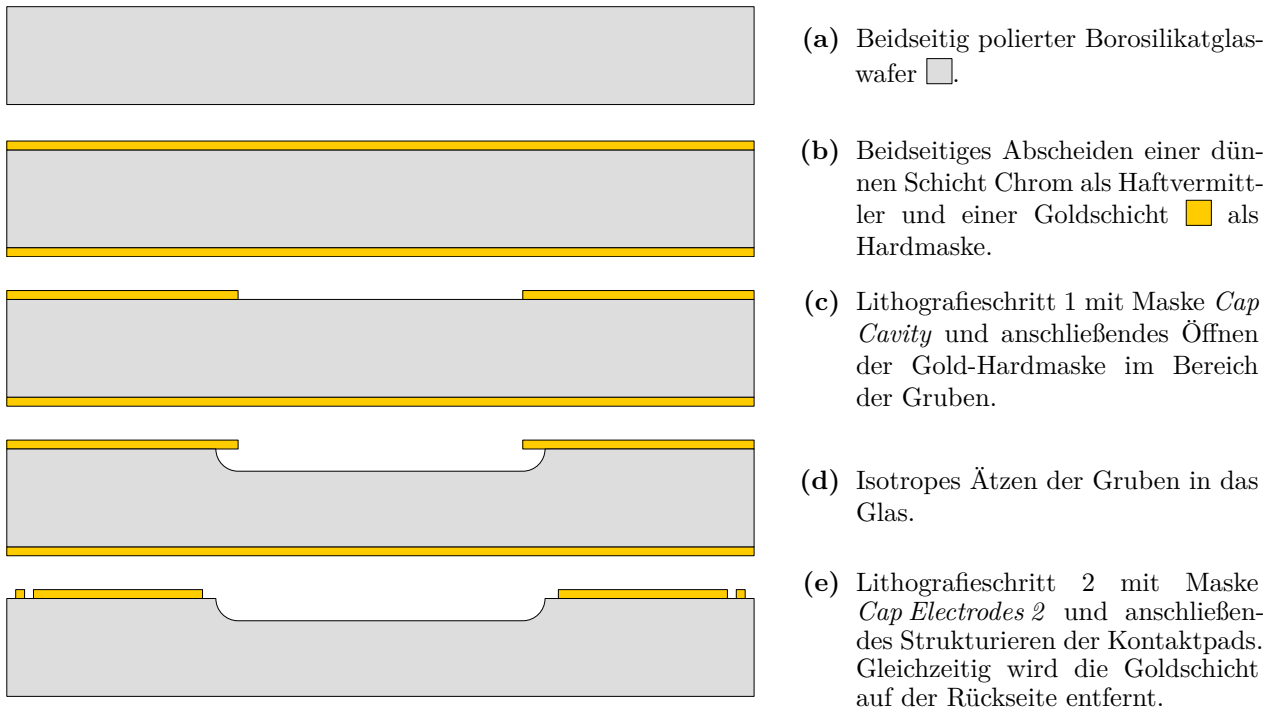 (a) Beidseitig polierter Borosilikatglas-
wafer .
(b) Beidseitiges Abscheiden einer dün-
nen Schicht Chrom als Haftvermitt-
ler und einer Goldschicht als
Hardmaske.
(c) Lithografieschritt 1 mit Maske Cap
Cavity und anschließendes Öffnen
der Gold-Hardmaske im Bereich
der Gruben.
(d) Isotropes Ätzen der Gruben in das
Glas.
(e) Lithografieschritt 2 mit Maske
Cap Electrodes 2 und anschließen-
des Strukturieren der Kontaktpads.
Gleichzeitig wird die Goldschicht
auf der Rückseite entfernt.